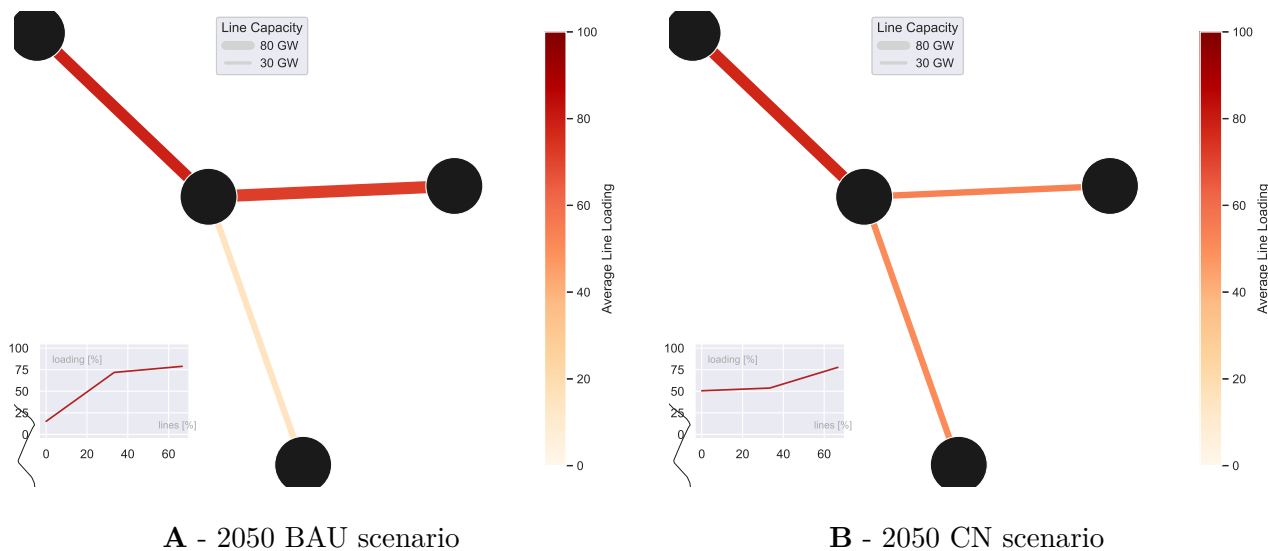 Line Capacity
80 GW
30 GW
100
80
60
40
20
0
Average Line Loading
100
75
50
25
0
loading [%]
lines [%]
0 20 40 60
A - 2050 BAU scenario
Line Capacity
80 GW
30 GW
100
80
60
40
20
0
Average Line Loading
100
75
50
25
0
loading [%]
lines [%]
0 20 40 60
B - 2050 CN scenario